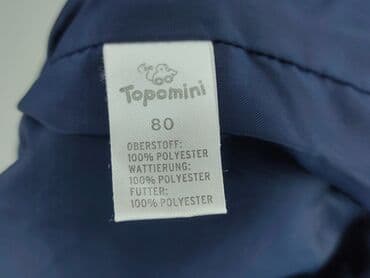 Topomini
80
OBERSTOFF:
100% POLYESTER
WATTIERUNG:
100% POLYESTER
FUTTER:
100% POLYESTER